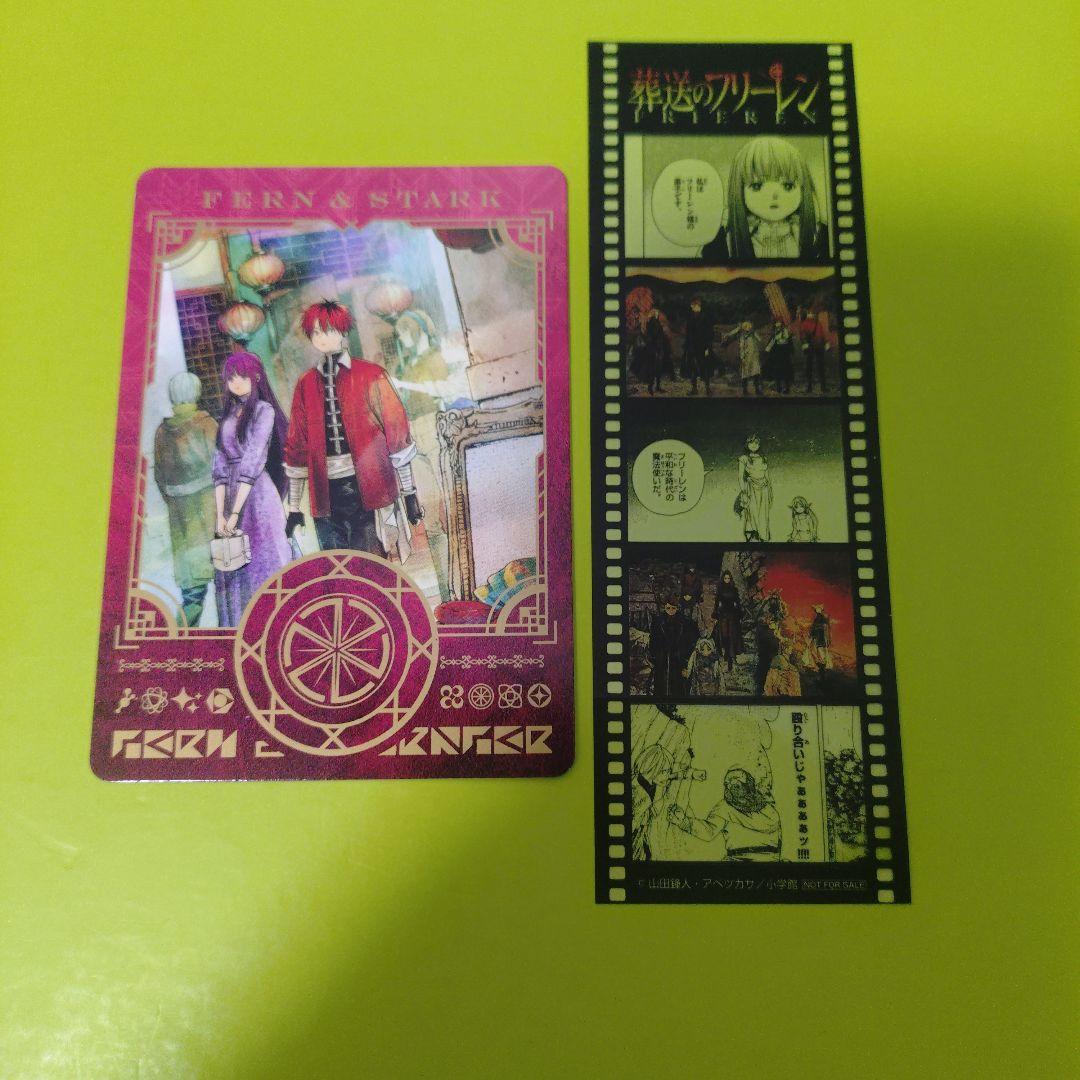 FERN & STARK
葬送のフリーレン
FRIEREN
私は
フリーレン様の
弟子です。
フリーレンは
平和な時代の
魔法使いだ。
殴り合いじゃぁぁぁぁッ!!!!
© 山田鐘人・アベツカサ/小学館 NOT FOR SALE